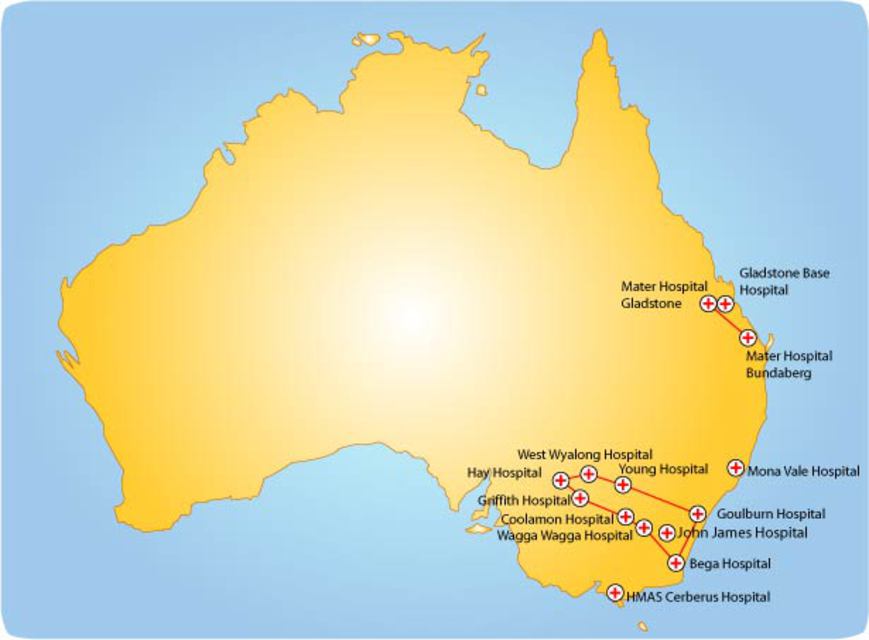 Gladstone Base
Hospital
Mater Hospital
Gladstone
Mater Hospital
Bundaberg
West Wyalong Hospital
Hay Hospital
Young Hospital
Mona Vale Hospital
Griffith Hospital
Goulburn Hospital
Coolamon Hospital
John James Hospital
Wagga Wagga Hospital
Bega Hospital
HMAS Cerberus Hospital